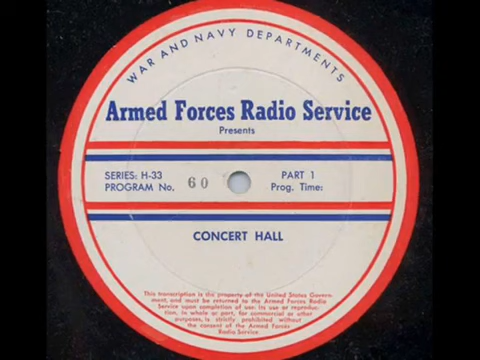 WAR AND NAVY DEPARTMENTS
Armed Forces Radio Service
Presents
SERIES: H-33 PART 1
PROGRAM No. 60 Prog. Time:
CONCERT HALL
This transcription is the property of the United States Govern-
ment, and must be returned to the Armed Forces Radio
Service upon completion of use: Its use or reproduc-
tion, in whole or part, for commercial or other
purposes, is strictly prohibited without
the consent of the Armed Forces
Radio Service.